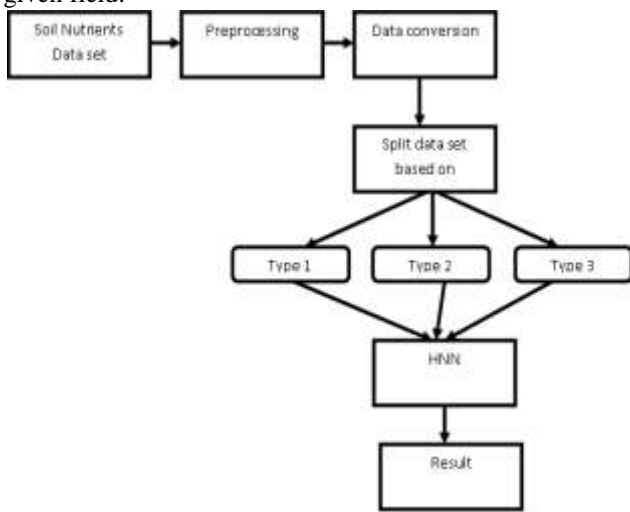 given field.
Soil Nutrients
Data set
Preprocessing
Data conversion
Split data set
based on
Type 1
Type 2
Type 3
HNN
Result